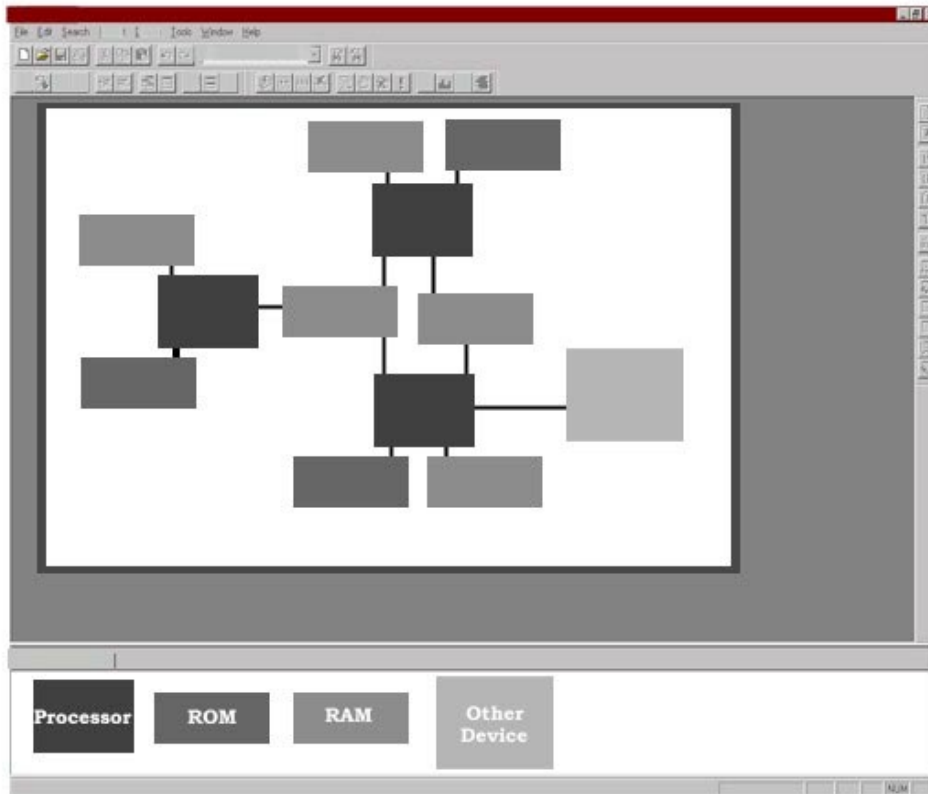 File Edit Search Tools Window Help
Processor
ROM
RAM
Other
Device
NUM